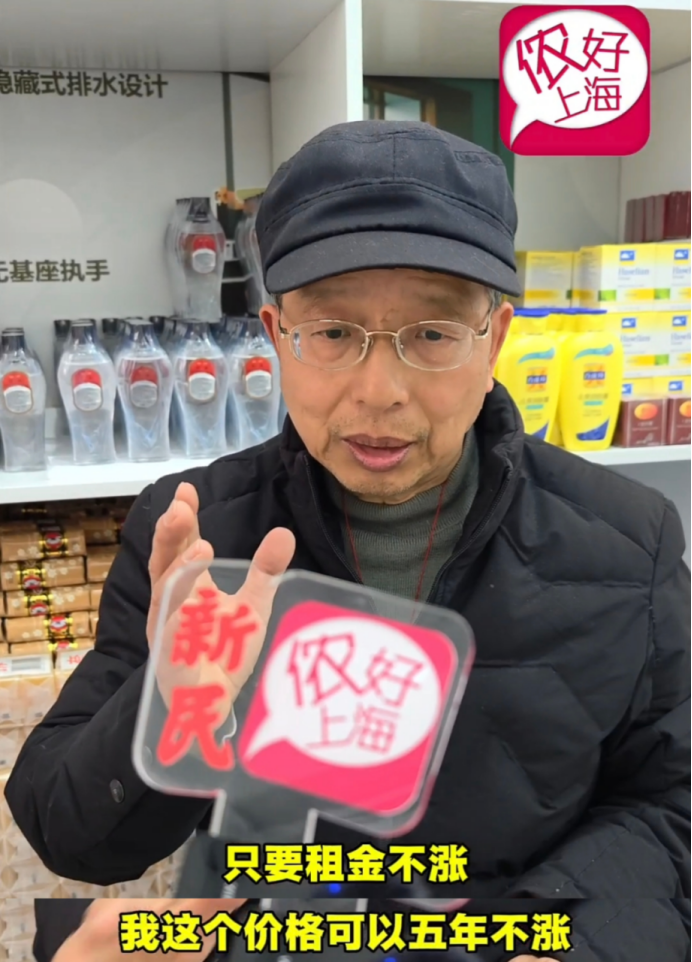 隐藏式排水设计
侬好
上海
无基座执手
新民
侬好
上海
只要租金不涨
我这个价格可以五年不涨